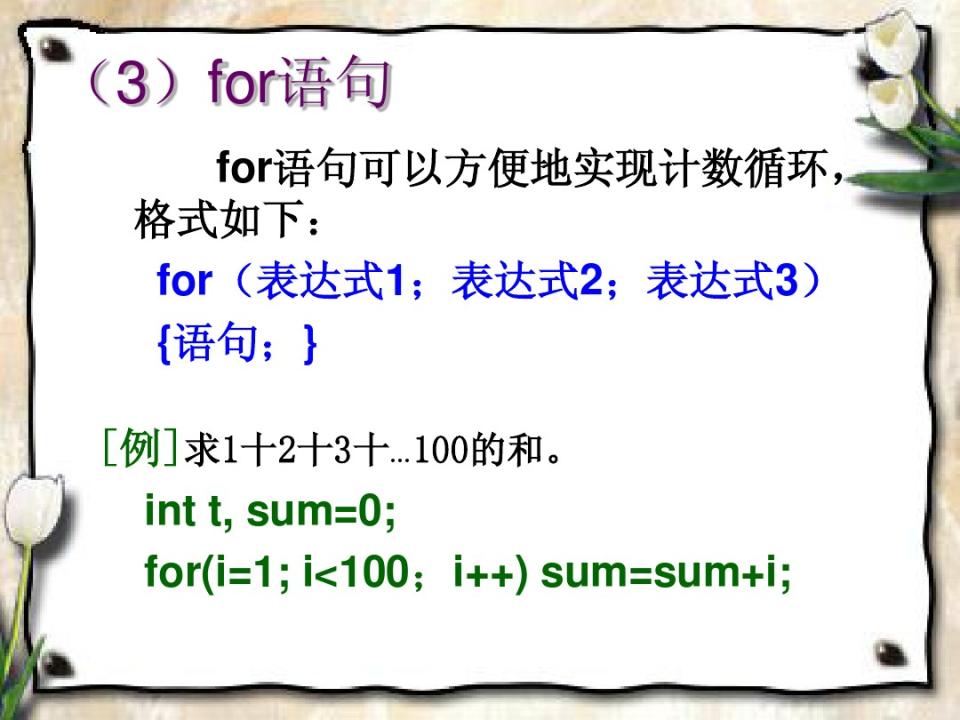 （3）for语句
for语句可以方便地实现计数循环，
格式如下：
for（表达式1；表达式2；表达式3）
{语句；}
[例]求1十2十3十…100的和。
int t, sum=0;
for(i=1; i<100；i++) sum=sum+i;